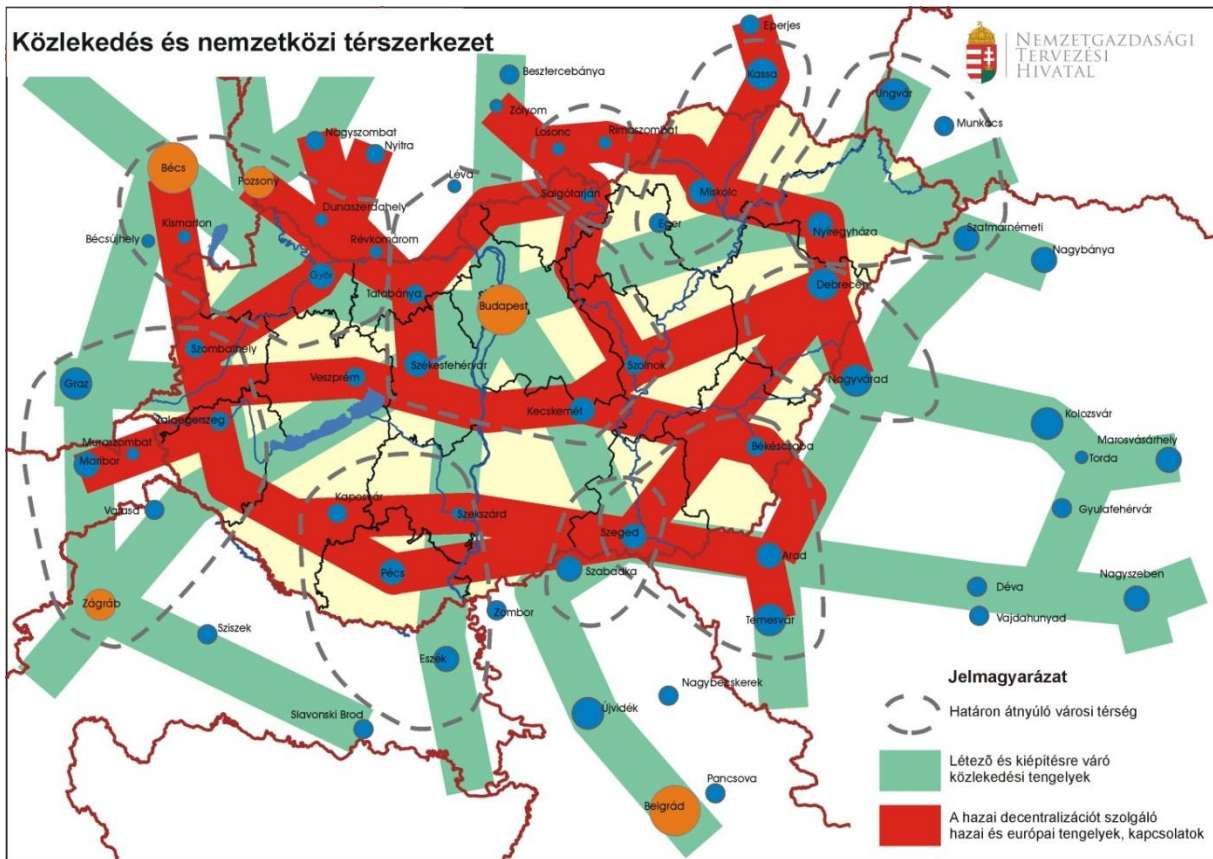 Közlekedés és nemzetközi térszerkezet
NEMZETGAZDASÁGI
TERVEZÉSI
HIVATAL
Eperjes
Besztercebánya
Kassa
Ungvár
Zólyom
Munkács
Nagyszombat
Nyitra
Losonc
Rimaszombat
Bécs
Pozsony
Léva
Salgótarján
Miskolc
Dunaszerdahely
Kismarton
Eger
Nyíregyháza
Szatmárnémeti
Bécsújhely
Révkomárom
Nagybánya
Győr
Tatabánya
Budapest
Debrecen
Szombathely
Székesfehérvár
Szolnok
Graz
Veszprém
Nagyvárad
Kecskemét
Zalaegerszeg
Kolozsvár
Muraszombat
Békéscsaba
Marosvásárhely
Maribor
Torda
Kaposvár
Varasd
Szekszárd
Gyulafehérvár
Szeged
Arad
Pécs
Szabadka
Nagyszeben
Déva
Zágráb
Zombor
Temesvár
Vajdahunyad
Sziszek
Eszék
Nagybecskerek
Slavonski Brod
Újvidék
Pancsova
Belgrád
Jelmagyarázat
Határon átnyúló városi térség
Létező és kiépítésre váró
közlekedési tengelyek
A hazai decentralizációt szolgáló
hazai és európai tengelyek, kapcsolatok